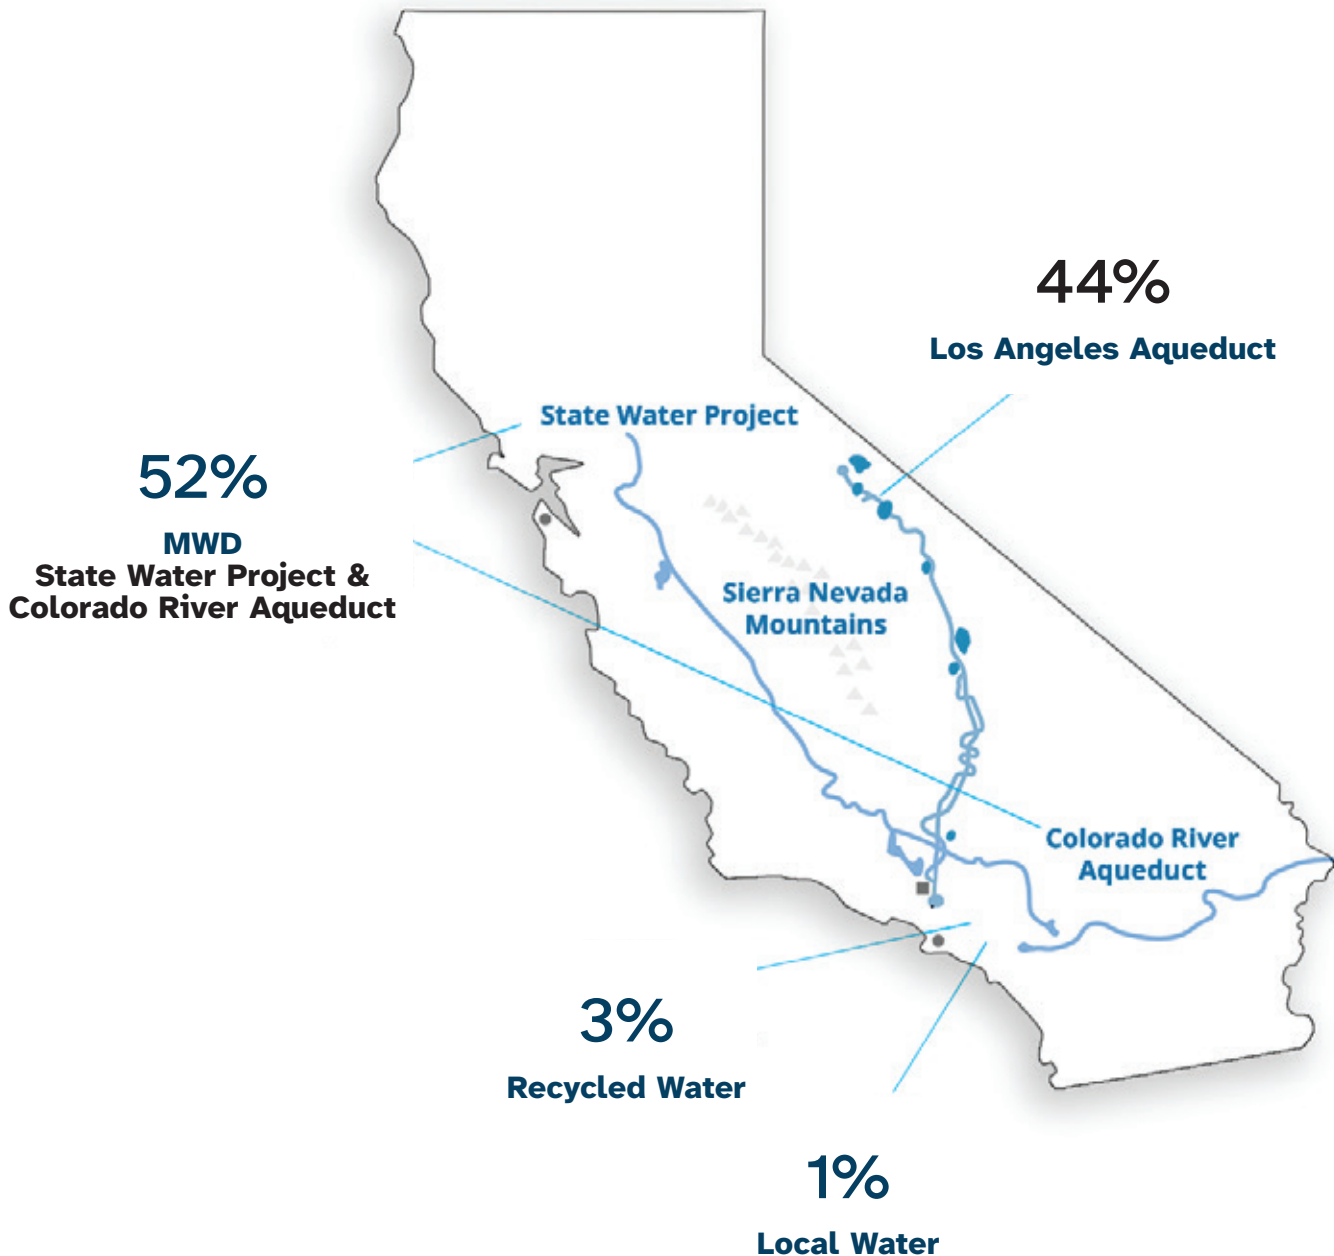 44%
Los Angeles Aqueduct
State Water Project
52%
MWD
State Water Project &
Colorado River Aqueduct
Sierra Nevada
Mountains
Colorado River
Aqueduct
3%
Recycled Water
1%
Local Water